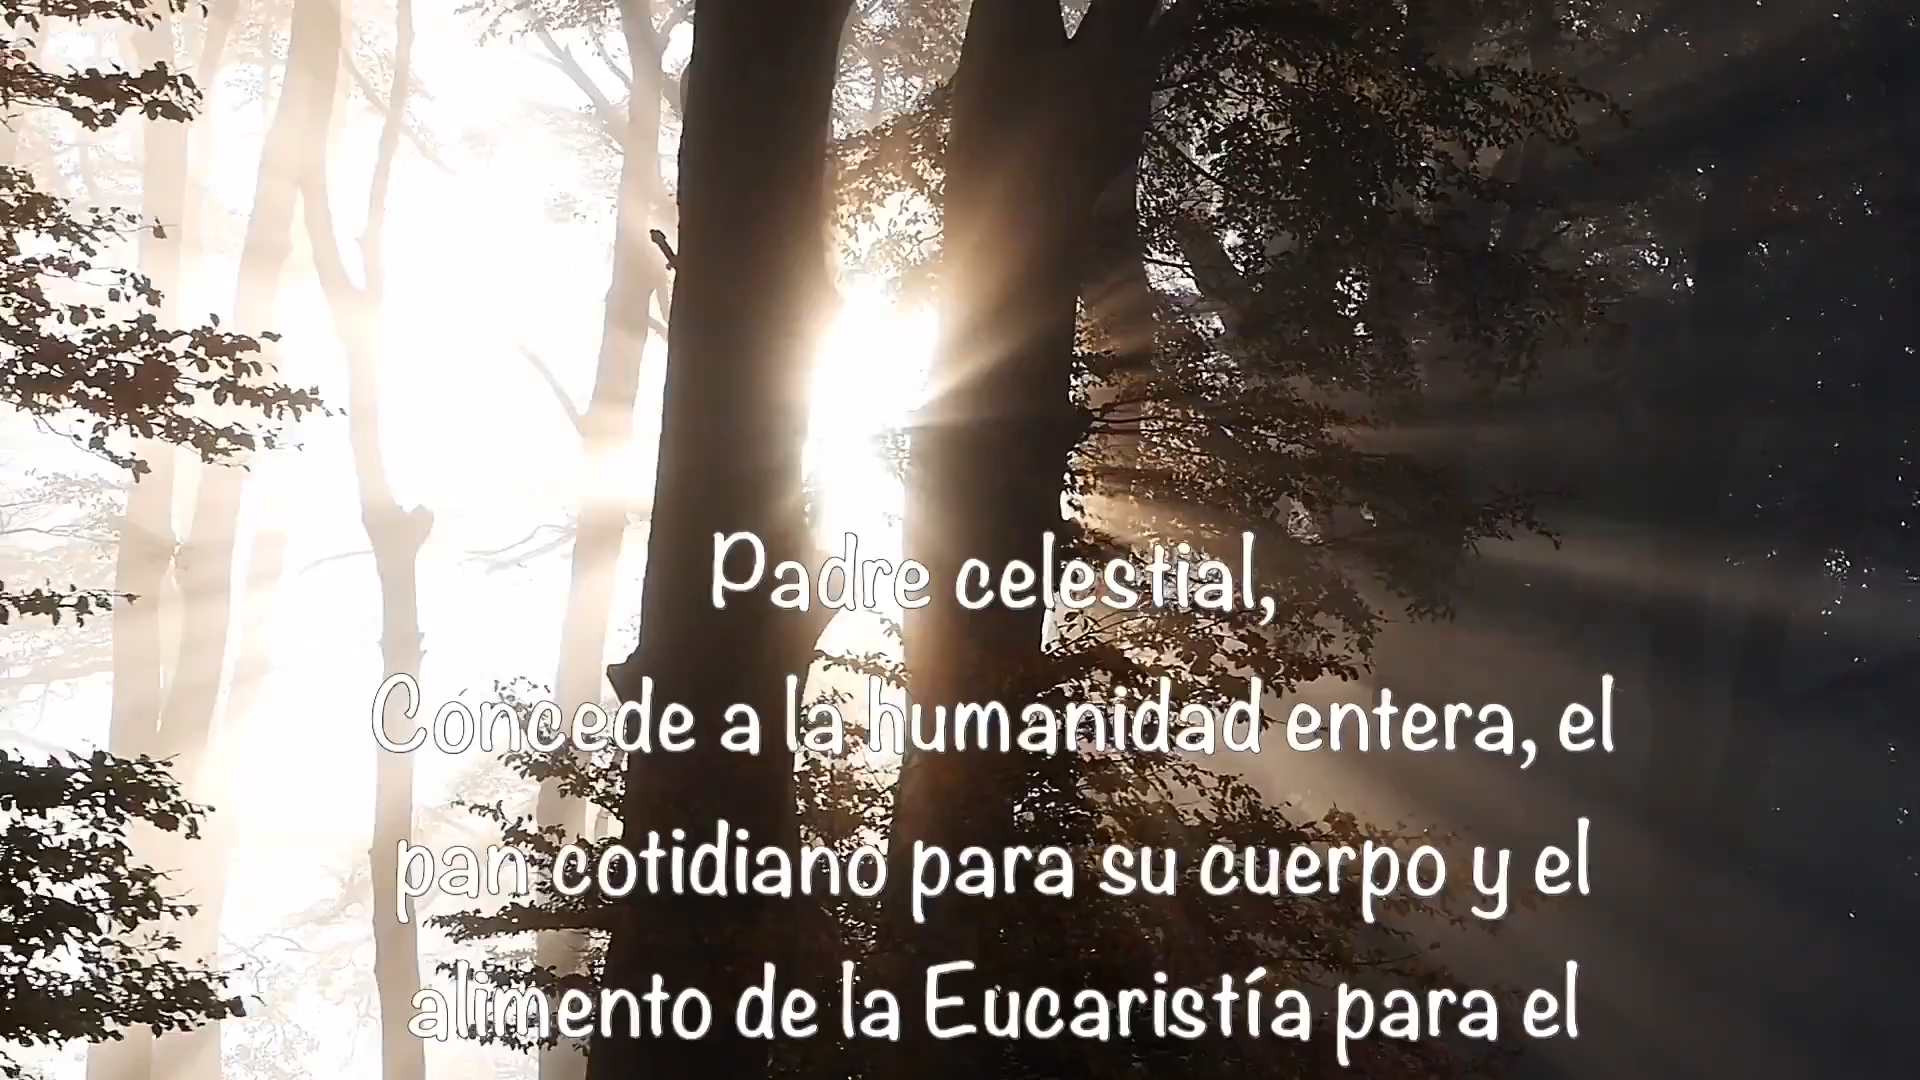 Padre celestial,
Concede a la humanidad entera, el
pan cotidiano para su cuerpo y el
alimento de la Eucaristía para el